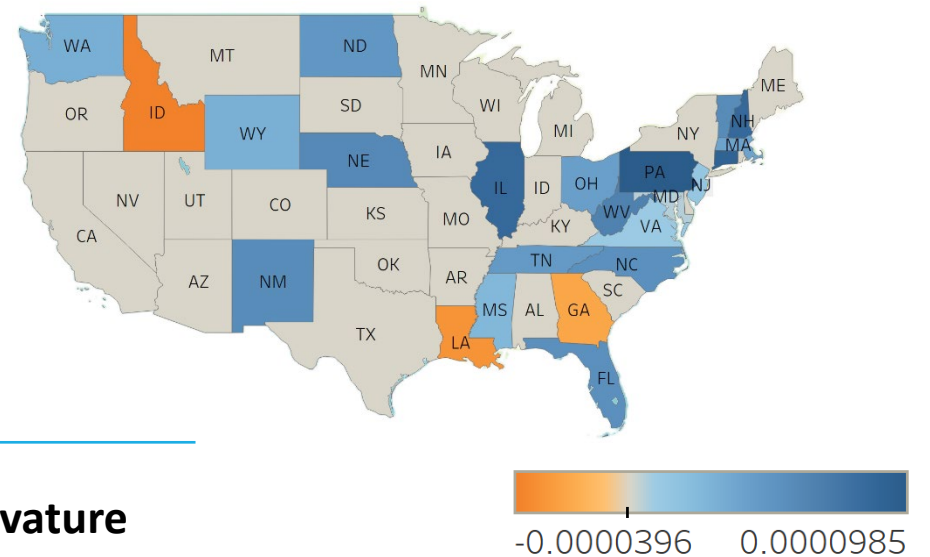 WA
MT
ND
MN
ME
OR
ID
SD
WI
NH
WY
MI
NY
MA
IA
NE
PA
NJ
NV
UT
IL
ID
OH
MD
CO
KS
MO
WV
VA
CA
KY
OK
TN
NC
AZ
NM
AR
SC
MS
AL
GA
TX
LA
FL
vature
-0.0000396 0.0000985